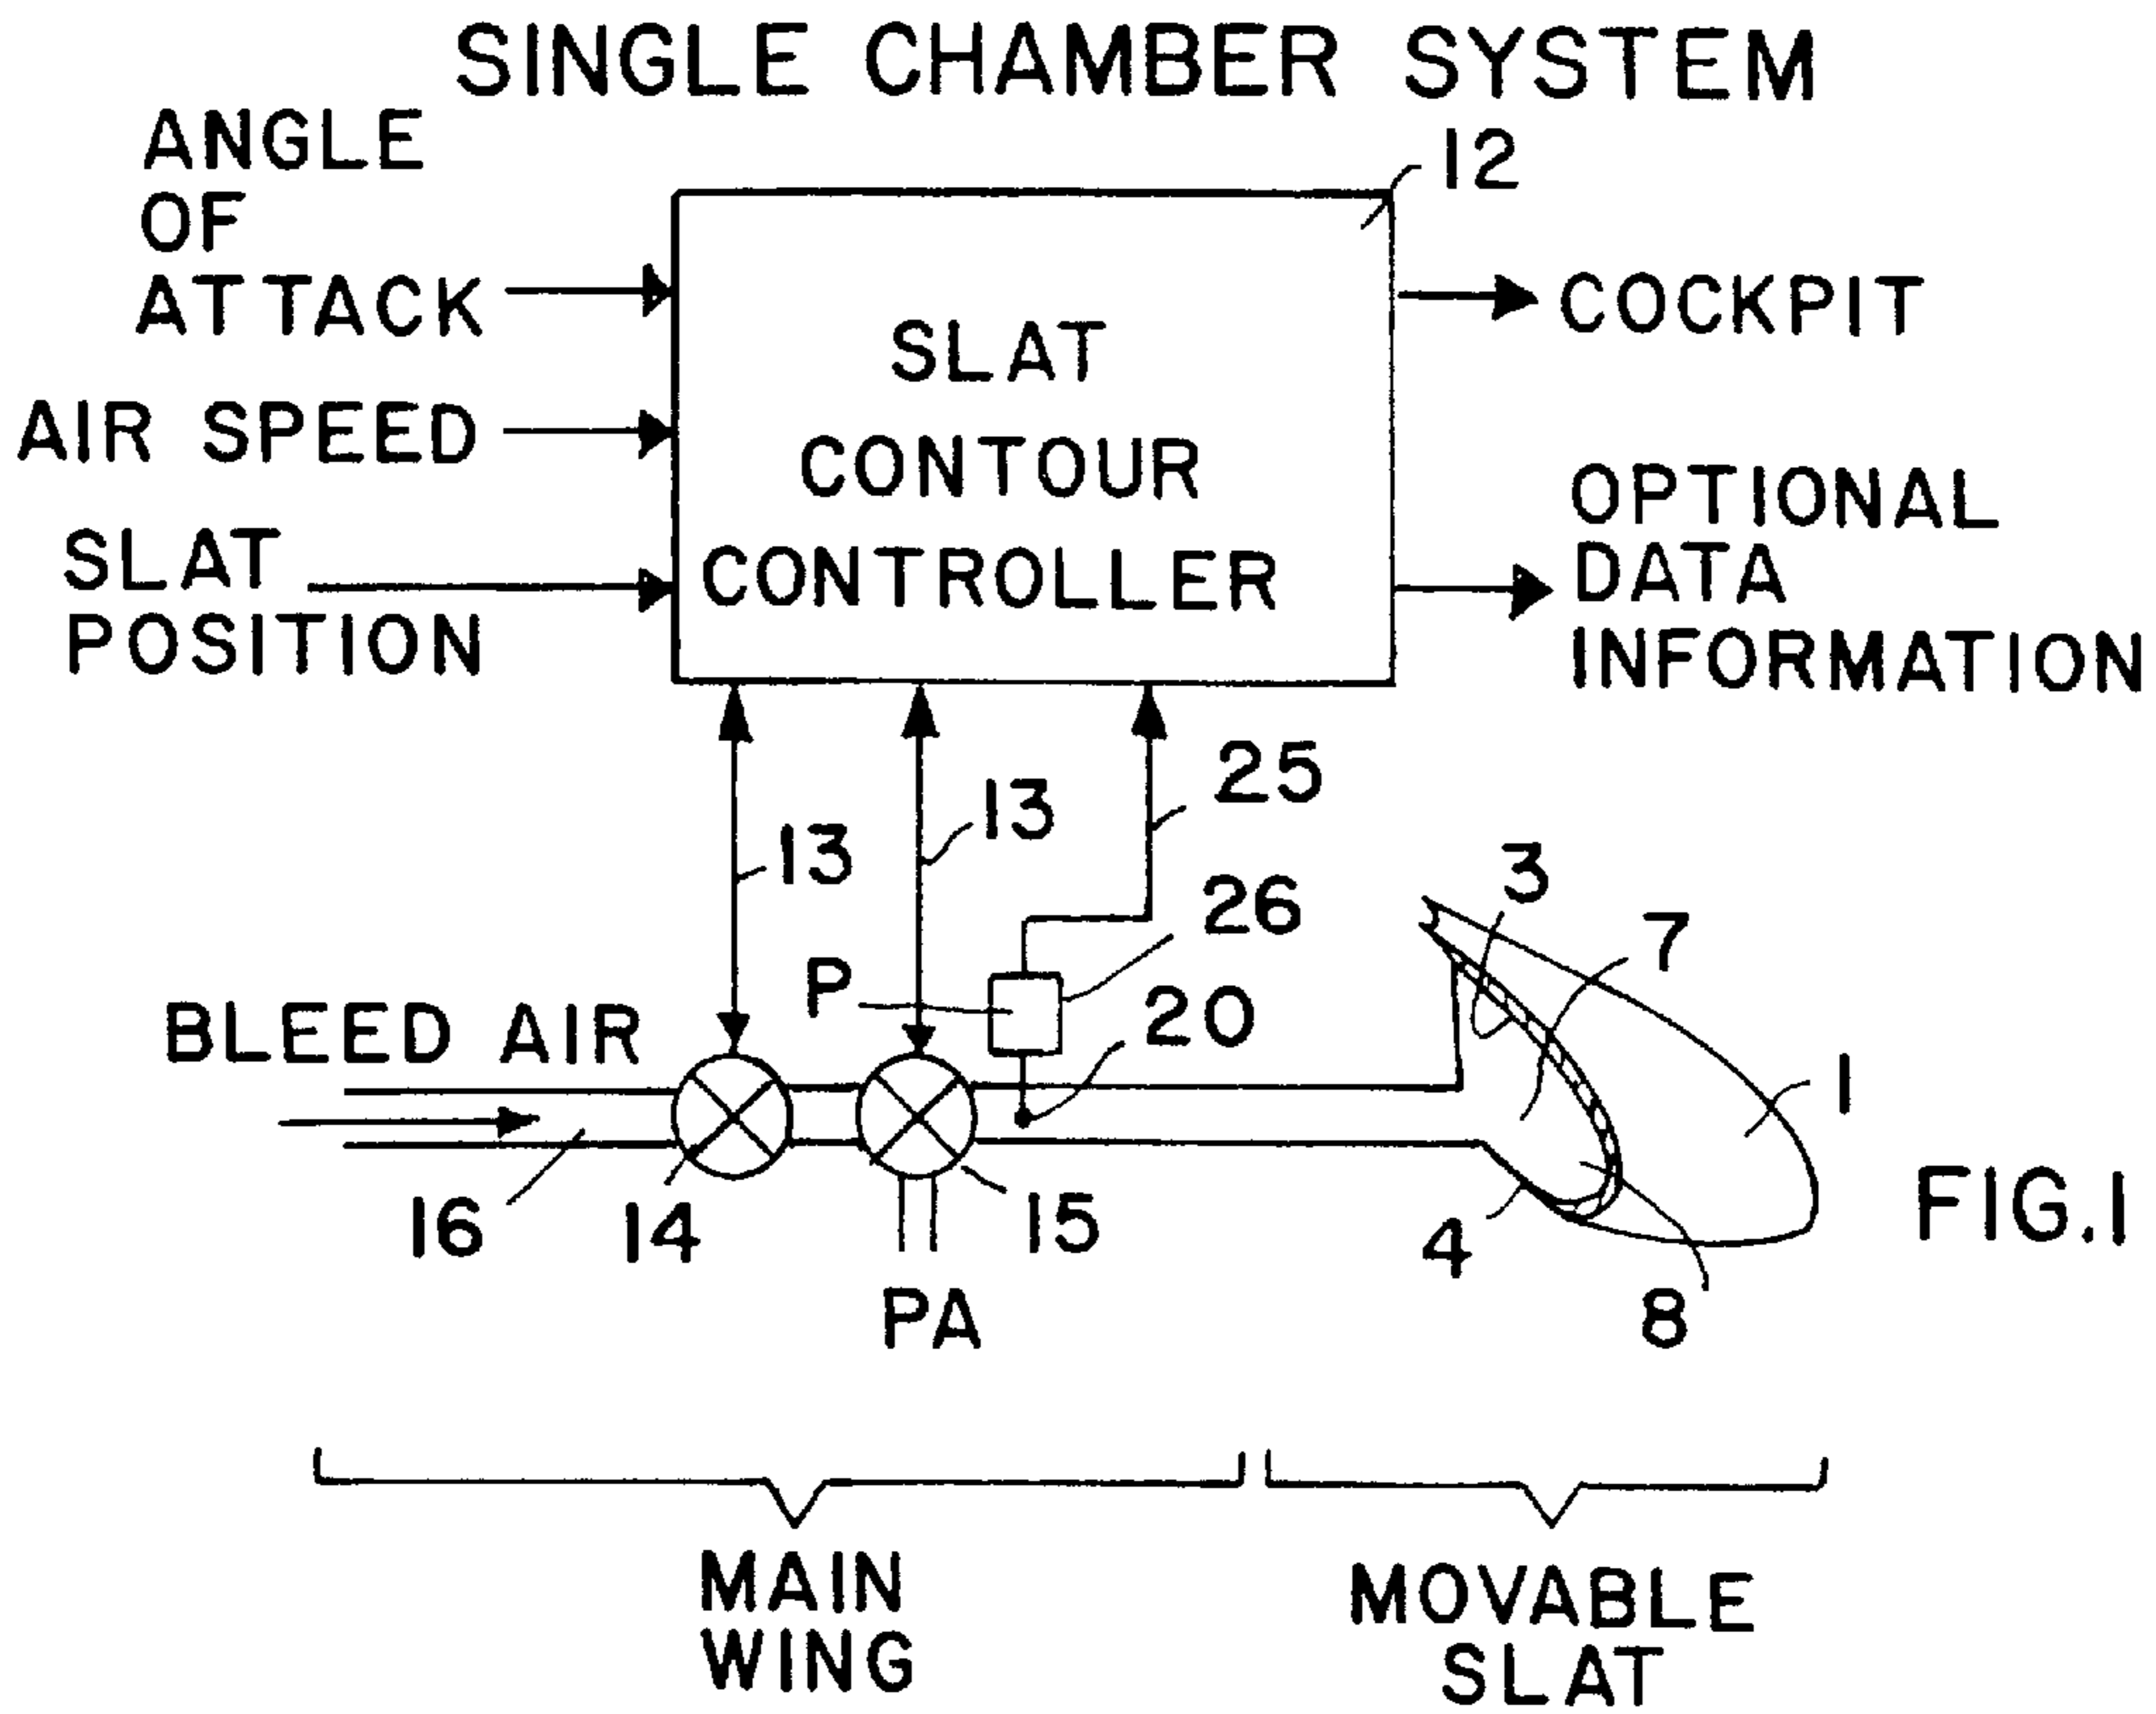 SINGLE CHAMBER SYSTEM
ANGLE
OF
ATTACK
12
COCKPIT
SLAT
CONTOUR
CONTROLLER
AIR SPEED
SLAT
POSITION
OPTIONAL
DATA
INFORMATION
13
13
25
26
P
20
3
7
1
BLEED AIR
16
14
15
PA
4
8
FIG.1
MAIN
WING
MOVABLE
SLAT